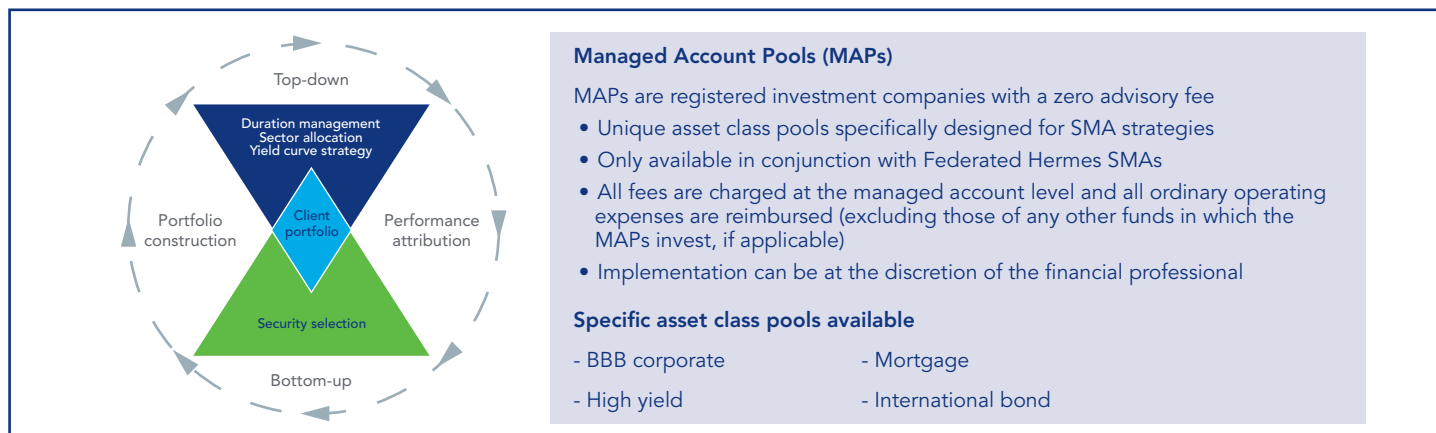 Top-down
Duration management
Sector allocation
Yield curve strategy
Portfolio
construction
Client
portfolio
Performance
attribution
Security selection
Bottom-up
Managed Account Pools (MAPs)
MAPs are registered investment companies with a zero advisory fee
• Unique asset class pools specifically designed for SMA strategies
• Only available in conjunction with Federated Hermes SMAs
• All fees are charged at the managed account level and all ordinary operating
expenses are reimbursed (excluding those of any other funds in which the
MAPs invest, if applicable)
• Implementation can be at the discretion of the financial professional
Specific asset class pools available
- BBB corporate
- Mortgage
- High yield
- International bond